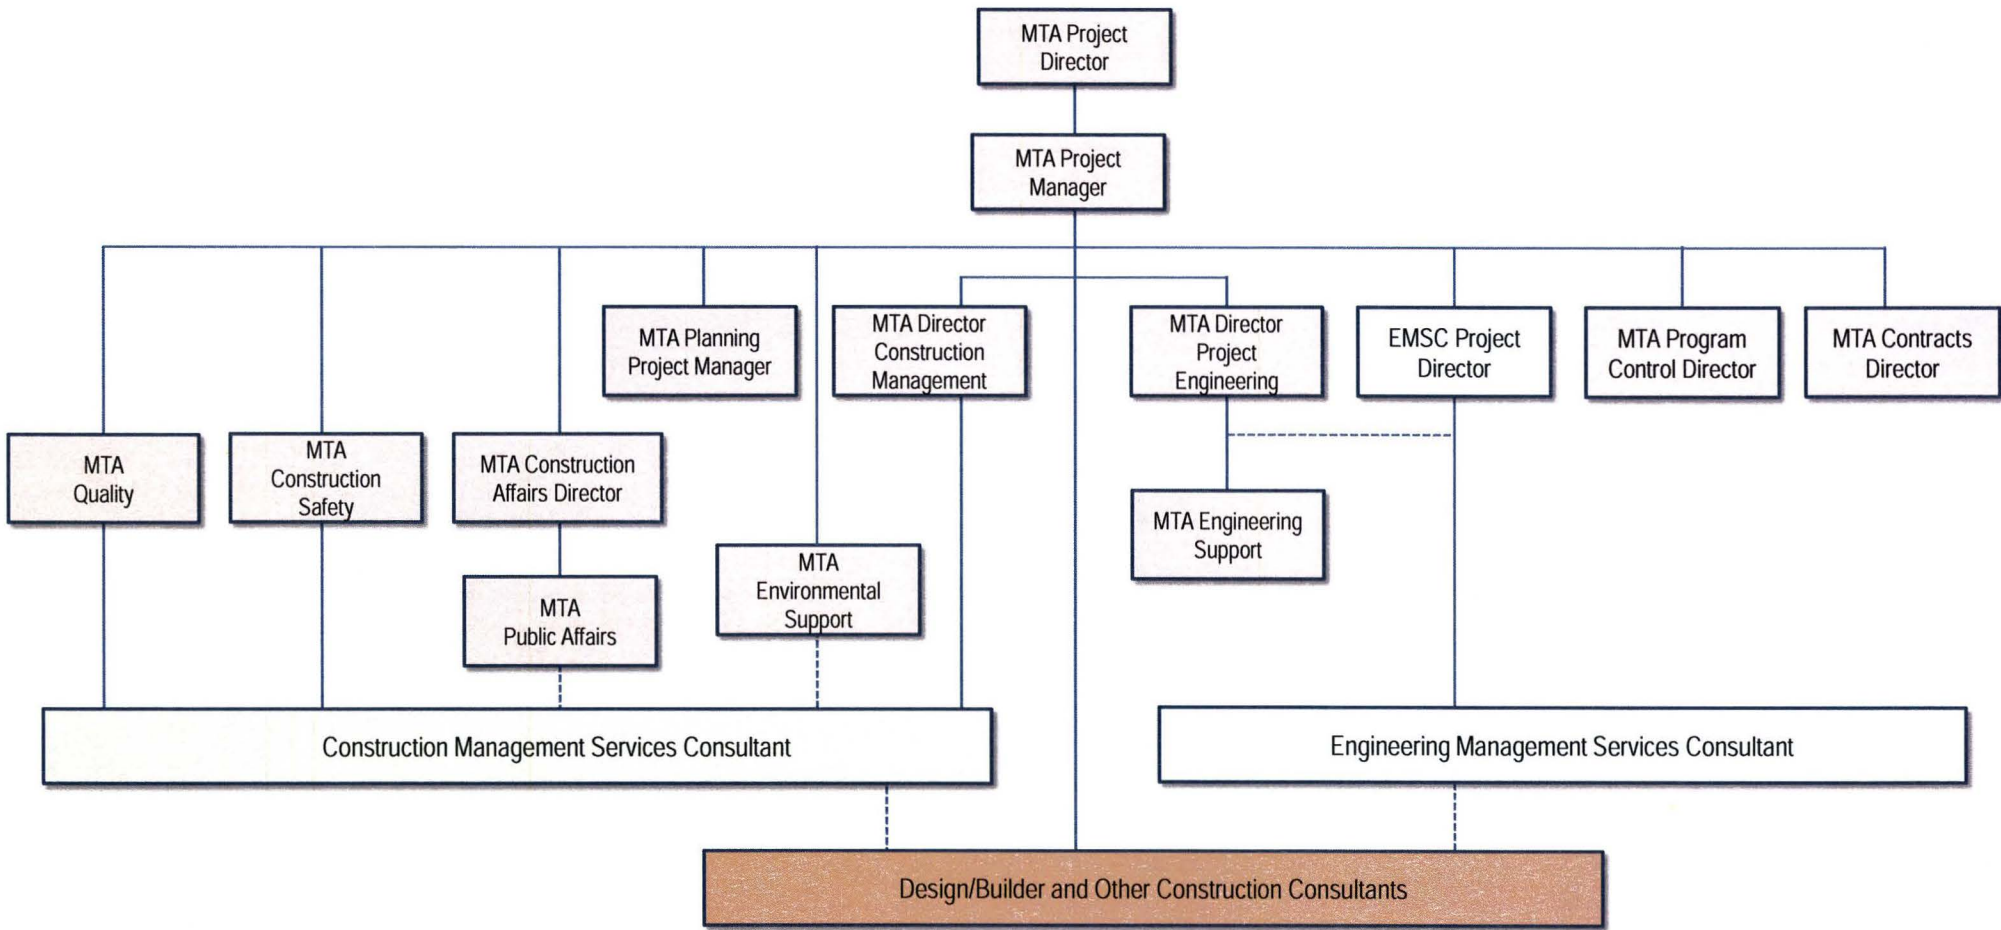 MTA Project
Director
MTA Project
Manager
MTA Planning
Project Manager
MTA Director
Construction
Management
MTA Director
Project
Engineering
EMSC Project
Director
MTA Program
Control Director
MTA Contracts
Director
MTA
Quality
MTA
Construction
Safety
MTA Construction
Affairs Director
MTA Engineering
Support
MTA
Environmental
Support
MTA
Public Affairs
Construction Management Services Consultant
Engineering Management Services Consultant
Design/Builder and Other Construction Consultants